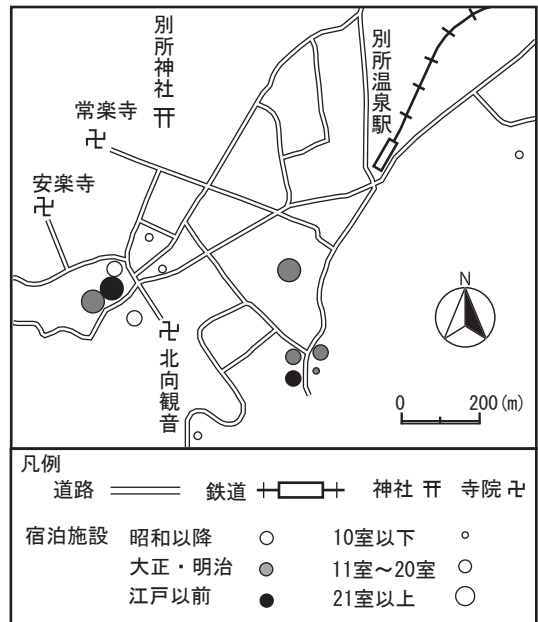 別所神社
別所温泉駅
常楽寺
安楽寺
北向観音
N
0 200(m)
凡例
道路 鉄道 神社 寺院
宿泊施設 昭和以降 10室以下
大正・明治 11室～20室
江戸以前 21室以上